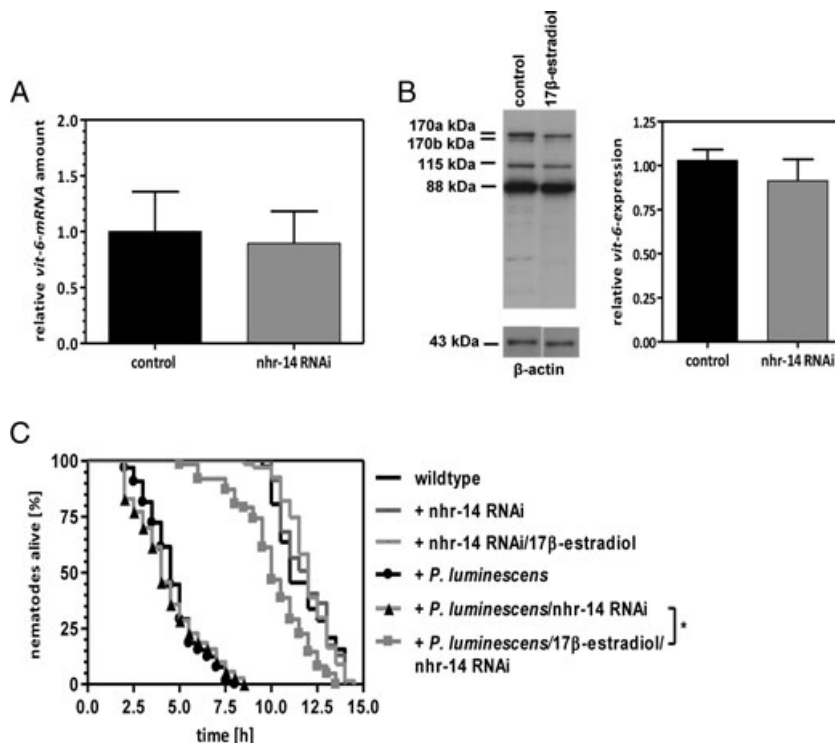 A
relative vit-6-mRNA amount
2.0
1.5
1.0
0.5
0.0
control
nhr-14 RNAi
B
control
17β-estradiol
170a kDa
170b kDa
115 kDa
88 kDa
43 kDa
β-actin
relative vit-6-expression
1.25
1.00
0.75
0.50
0.25
0.00
control
nhr-14 RNAi
C
nematodes alive [%]
100
75
50
25
0
0.0 2.5 5.0 7.5 10.0 12.5 15.0
time [h]
wildtype
+ nhr-14 RNAi
+ nhr-14 RNAi/17β-estradiol
+ P. luminescens
+ P. luminescens/nhr-14 RNAi
+ P. luminescens/17β-estradiol/
nhr-14 RNAi
*